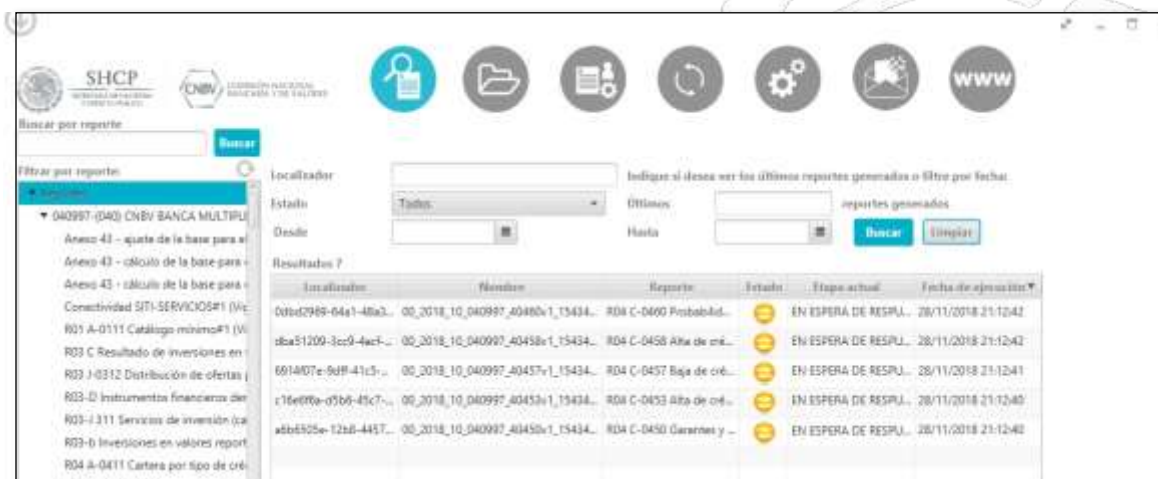 SHCP
CNBV
COMISIÓN NACIONAL
BANCARIA Y DE VALORES
www
Buscar por reporte
Buscar
Filtrar por reporte:
Reportes
040997-(040) CNBV BANCA MULTIPL
Anexo 43 - ajuste de la base para
Anexo 43 - cálculo de la base para
Anexo 43 - cálculo de la base para
Conectividad SITI-SERVICIOS#1
R01 A-0111 Catálogo mínimo#1
R03 C Resultado de inversiones en
R03 J-0312 Distribución de ofertas
R03-D Instrumentos financieros der
R03-J 311 Servicios de inversión (ca
R03-b Inversiones en valores report
R04 A-0411 Cartera por tipo de cré
Localizador
Indique si desea ver los últimos reportes generados o filtre por fecha:
Estado Todos Últimos reportes generados
Desde Hasta Buscar Limpiar
Resultados 7
Localizador Nombre Reporte Estado Etapa actual Fecha de ejecución
00_2018_10_040997_40460v1_15434... R04 C-0460 Probabilid... EN ESPERA DE RESPU... 28/11/2018 21:12:42
dba51209-3cc9-4acf-... 00_2018_10_040997_40458v1_15434... R04 C-0458 Alta de cré... EN ESPERA DE RESPU... 28/11/2018 21:12:42
6914f07e-9dff-41c5-... 00_2018_10_040997_40457v1_15434... R04 C-0457 Baja de cré... EN ESPERA DE RESPU... 28/11/2018 21:12:41
c16e6f6a-d5b6-45c7-... 00_2018_10_040997_40453v1_15434... R04 C-0453 Alta de cré... EN ESPERA DE RESPU... 28/11/2018 21:12:40
a6b6505e-12b8-4457... 00_2018_10_040997_40450v1_15434... R04 C-0450 Garantes y ... EN ESPERA DE RESPU... 28/11/2018 21:12:40